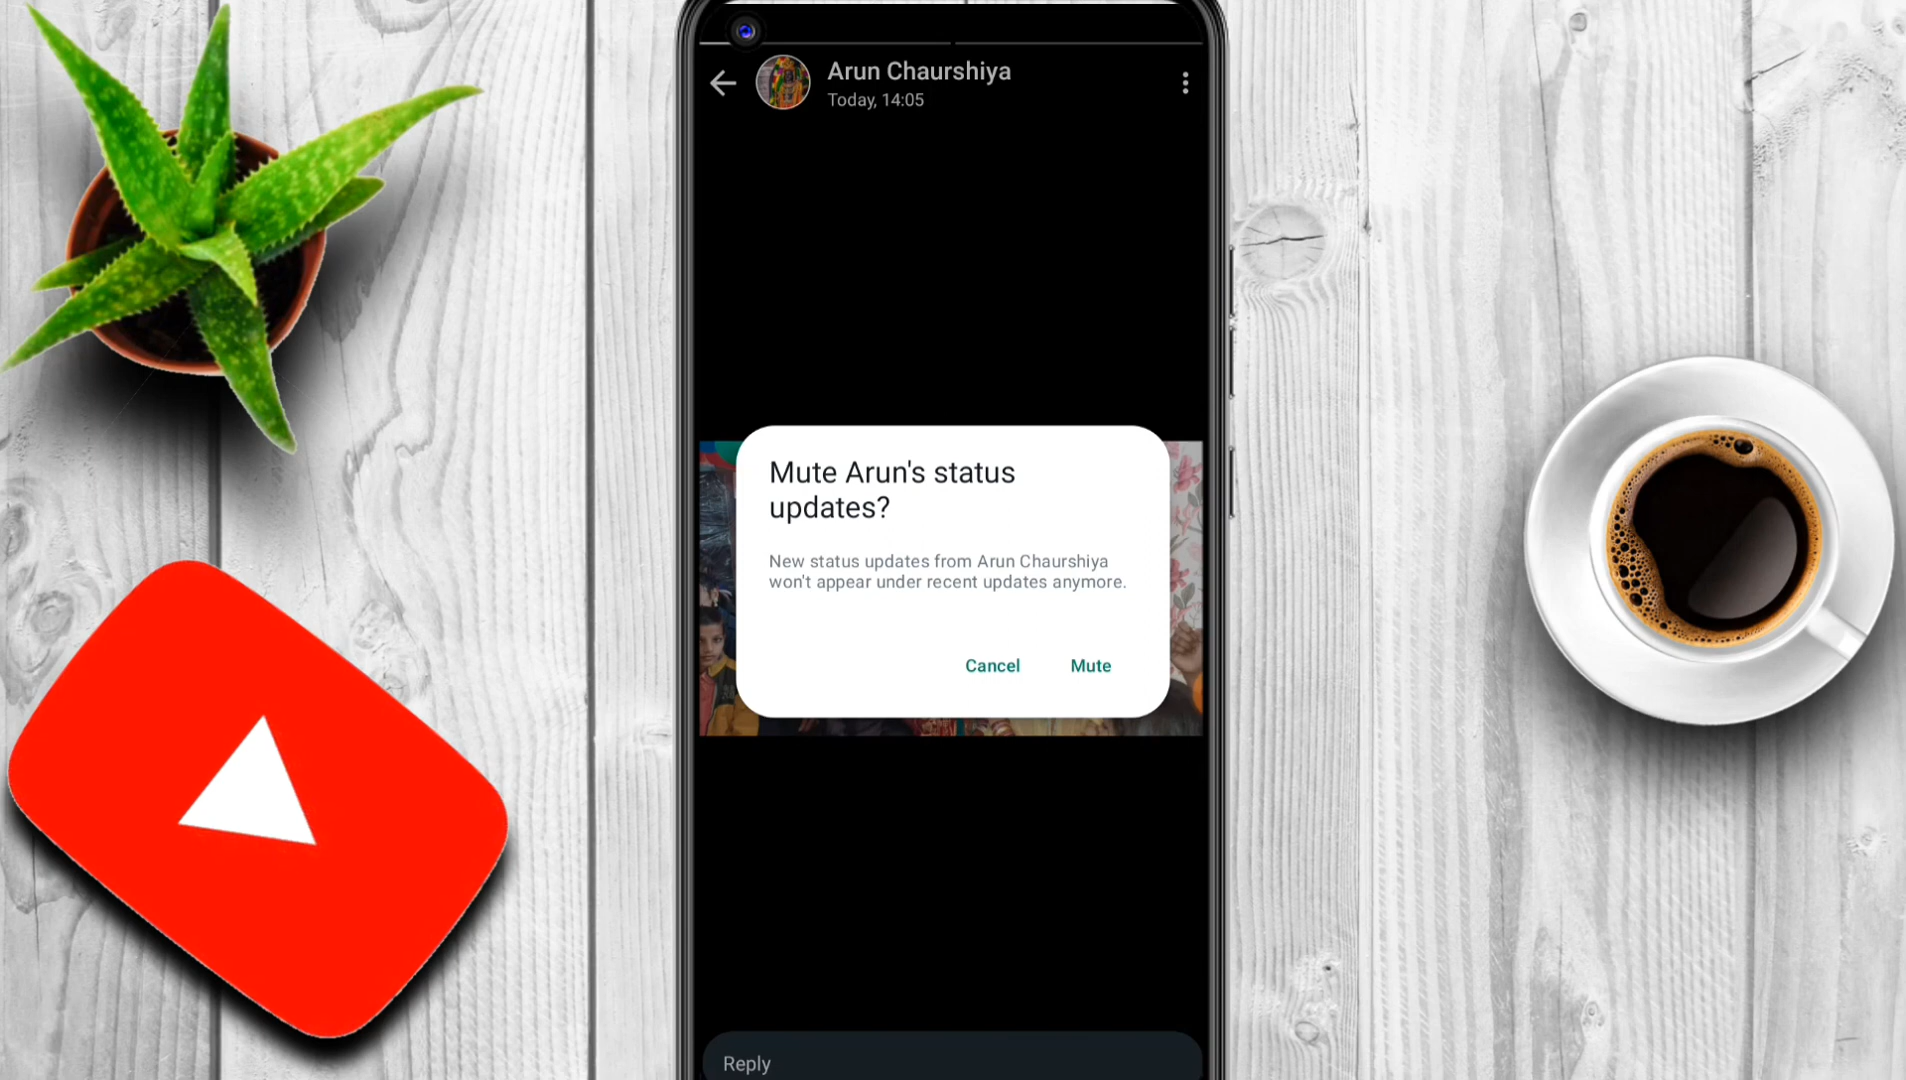 Arun Chaurshiya
Today, 14:05
Mute Arun's status
updates?
New status updates from Arun Chaurshiya
won't appear under recent updates anymore.
Cancel
Mute
Reply